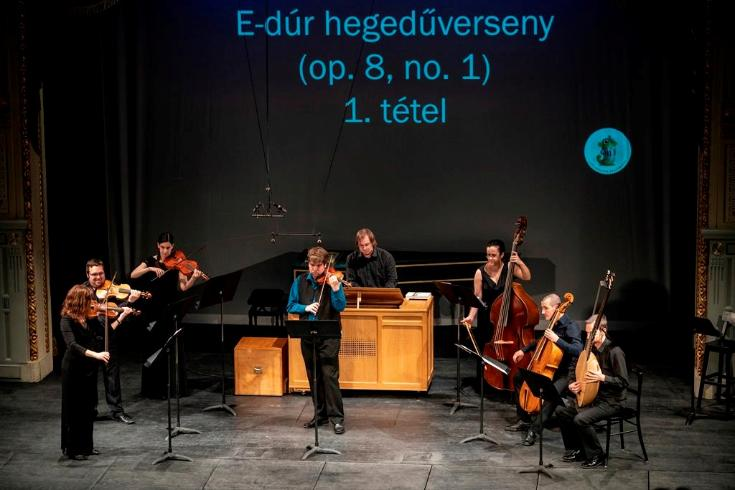 E-dúr hegedűverseny
(op. 8, no. 1)
1. tétel